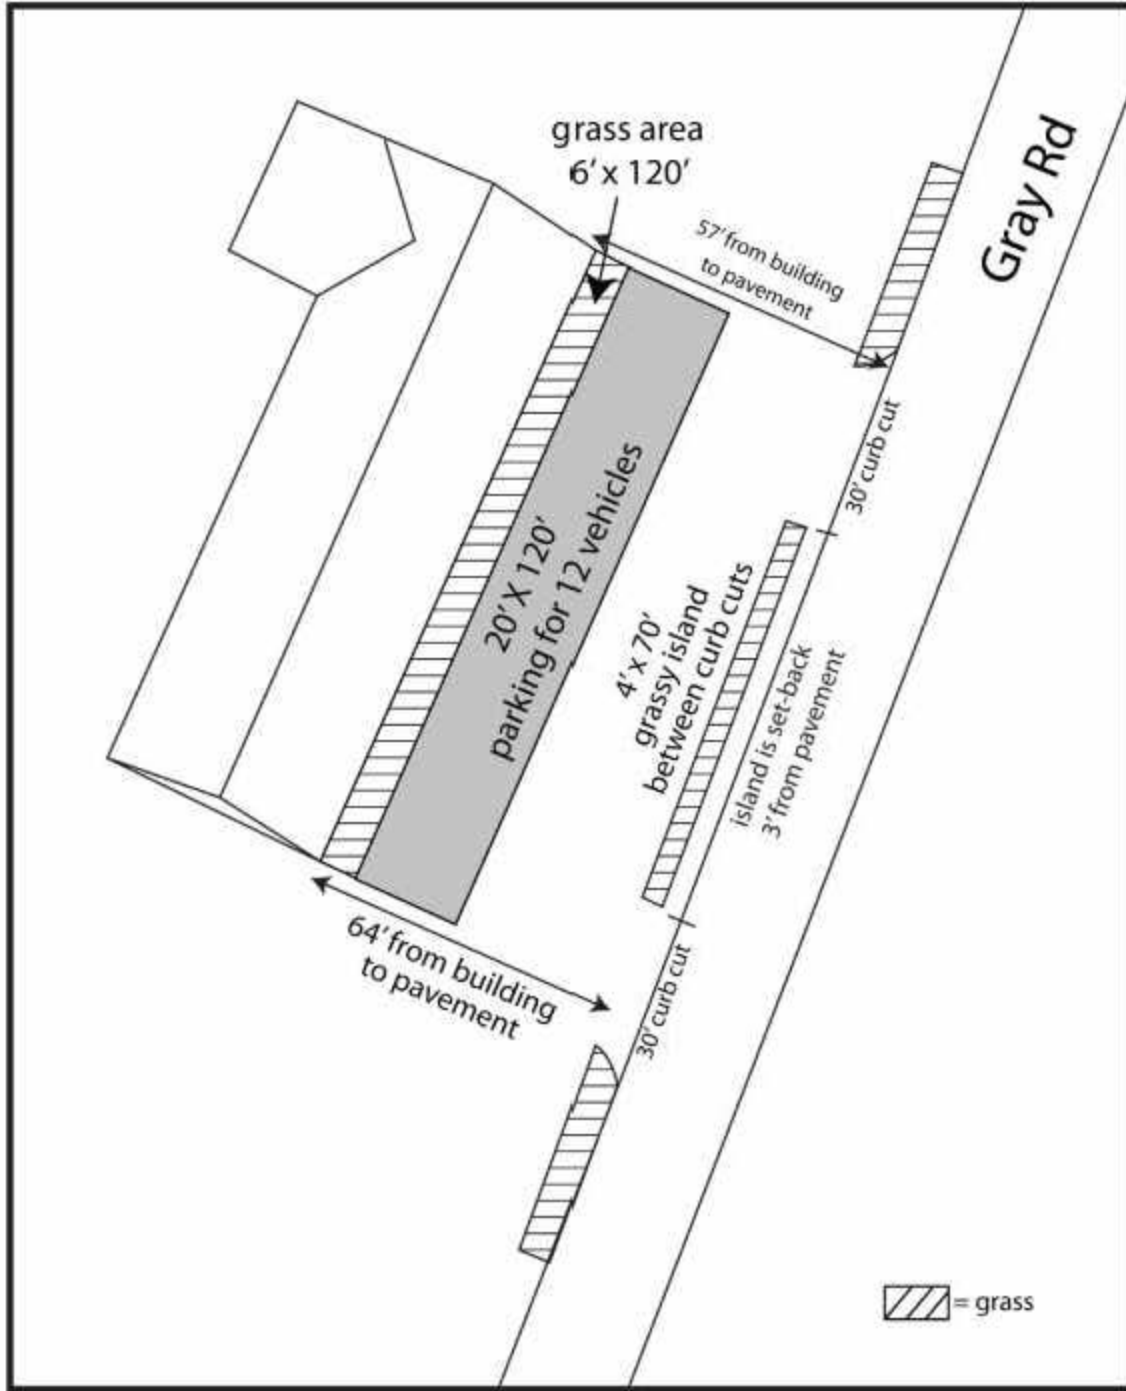 grass area
6' x 120'
57' from building
to pavement
Gray Rd
30' curb cut
20' X 120'
parking for 12 vehicles
4' x 70'
grassy island
between curb cuts
island is set-back
3' from pavement
64' from building
to pavement
30' curb cut
= grass